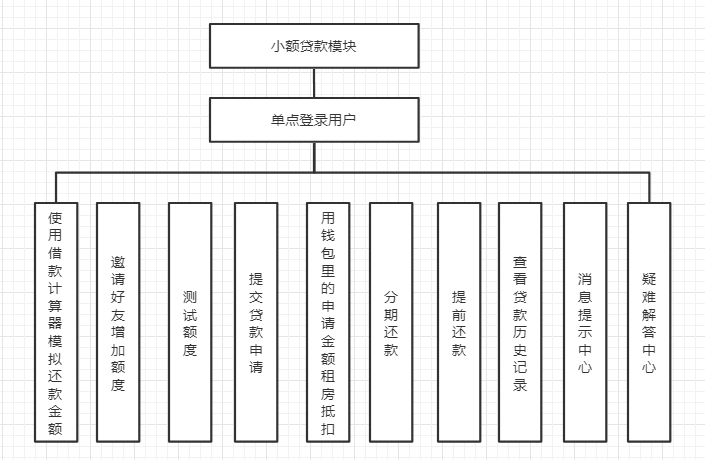 小额贷款模块
单点登录用户
使用借款计算器模拟还款金额
邀请好友增加额度
测试额度
提交贷款申请
用钱包里的申请金额租房抵扣
分期还款
提前还款
查看贷款历史记录
消息提示中心
疑难解答中心